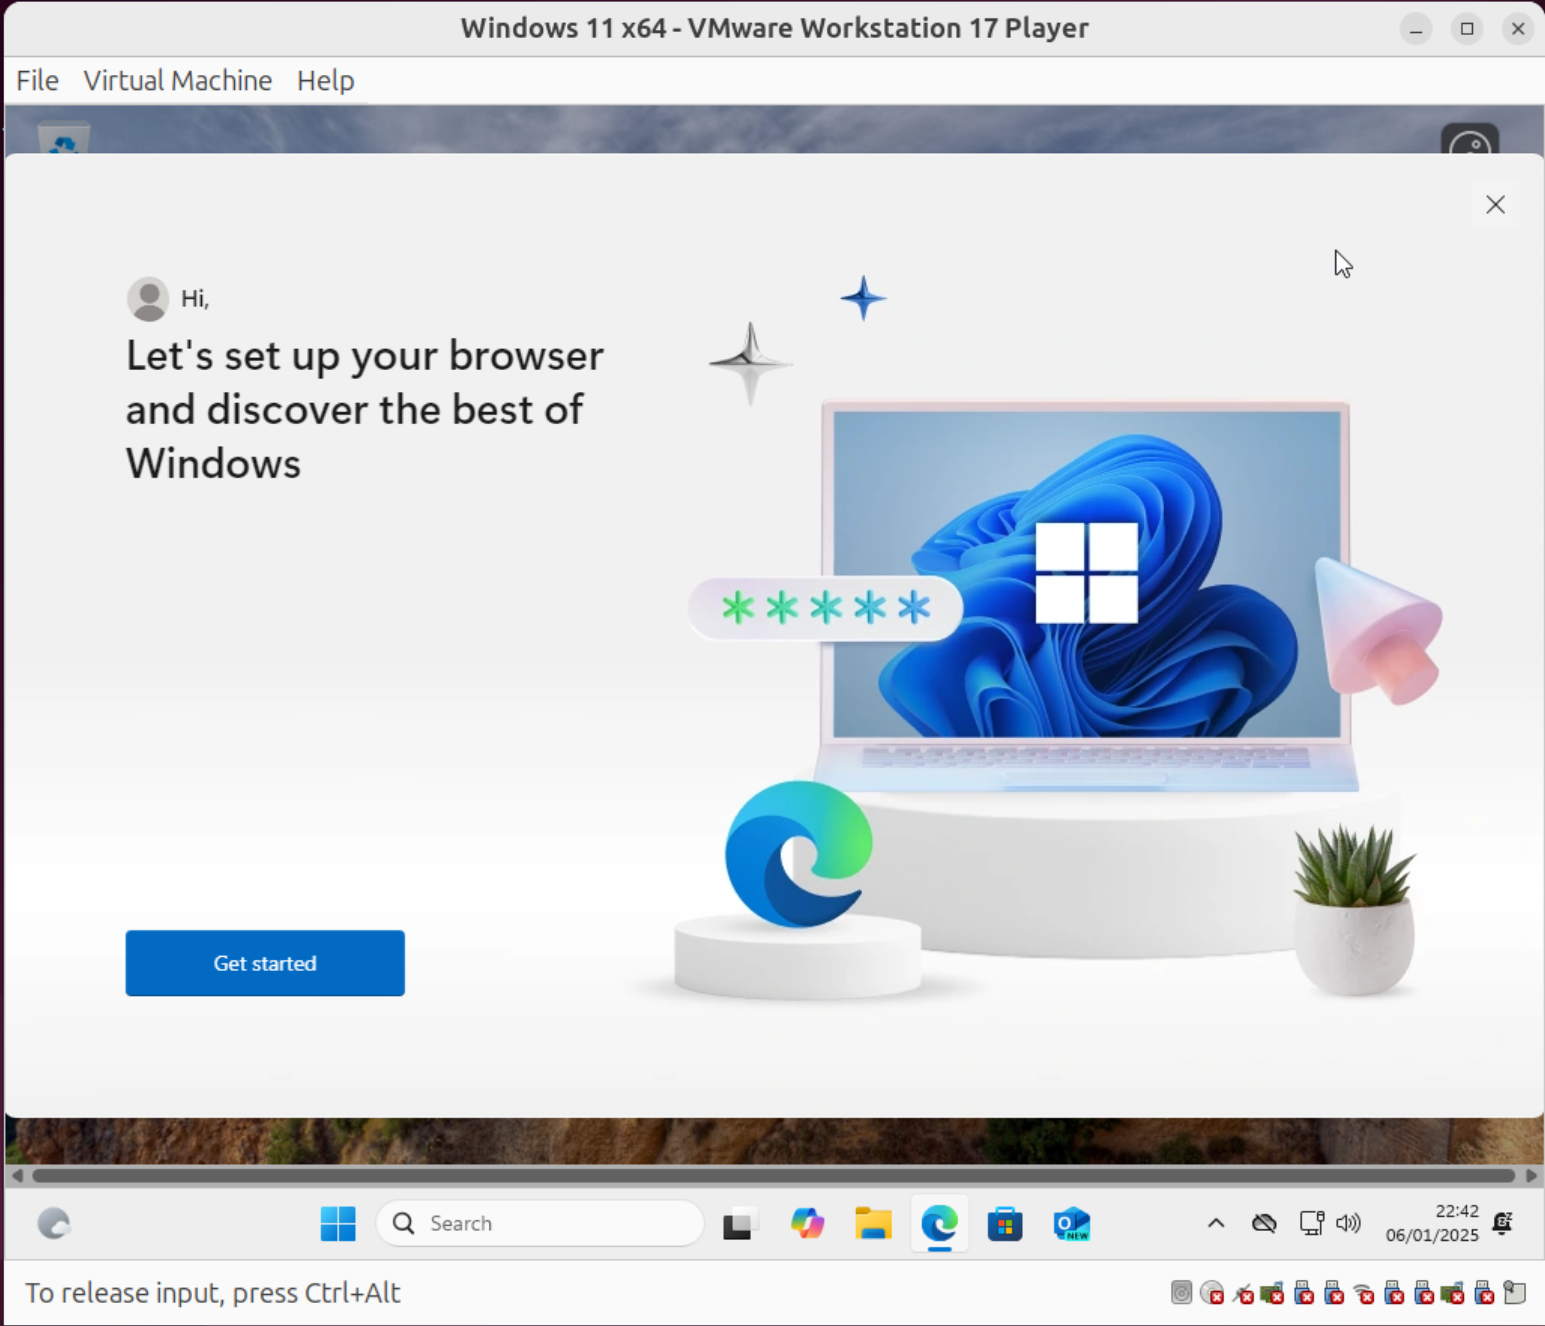 Windows 11 x64 - VMware Workstation 17 Player
File Virtual Machine Help
Hi,
Let's set up your browser
and discover the best of
Windows
*****
Get started
Search
NEW
22:42
06/01/2025
To release input, press Ctrl+Alt